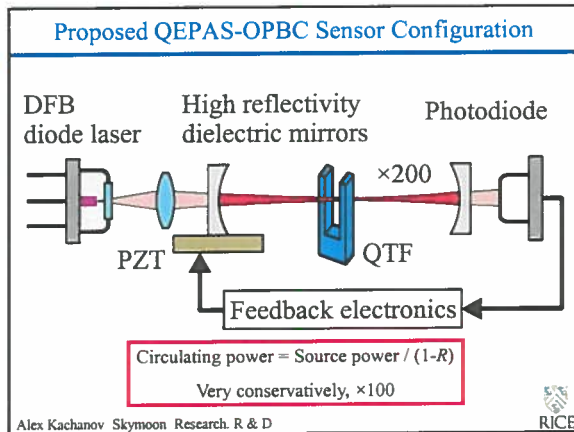 Proposed QEPAS-OPBC Sensor Configuration
DFB
diode laser
High reflectivity
dielectric mirrors
Photodiode
×200
PZT
QTF
Feedback electronics
Circulating power = Source power / (1-R)
Very conservatively, ×100
Alex Kachanov Skymoon Research. R & D
RICE